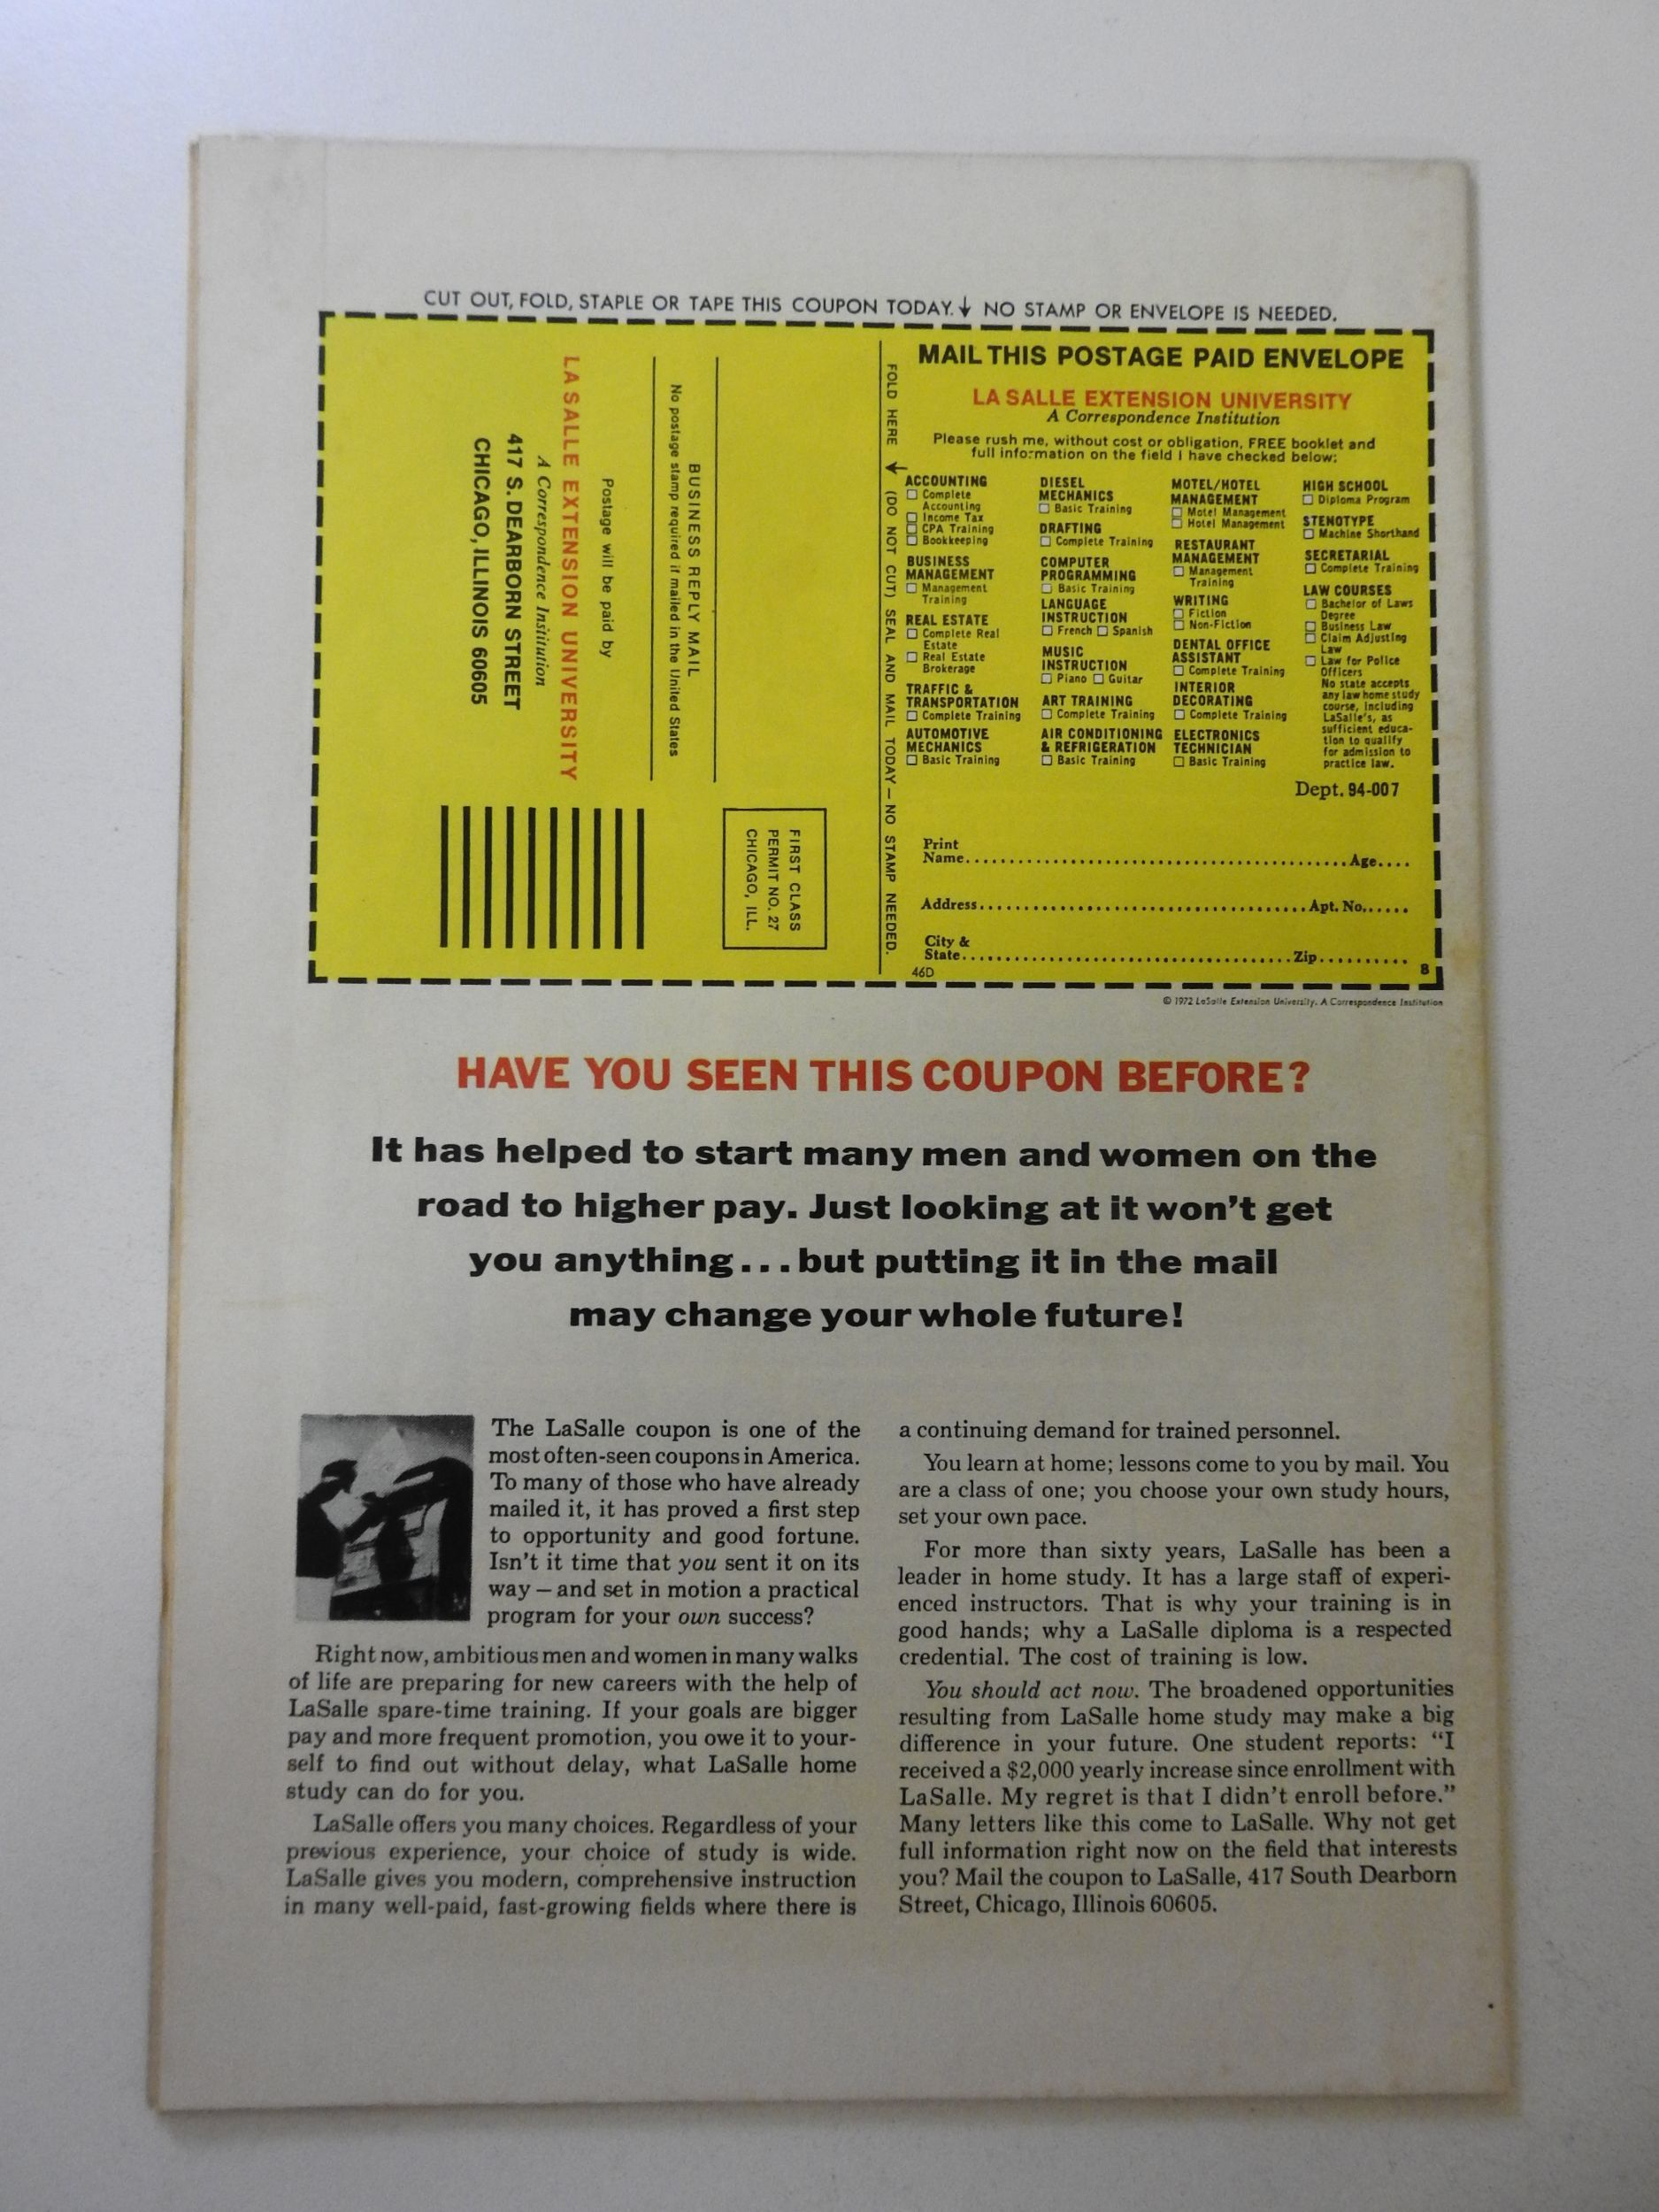 CUT OUT, FOLD, STAPLE OR TAPE THIS COUPON TODAY.↓ NO STAMP OR ENVELOPE IS NEEDED.
BUSINESS REPLY MAIL
No postage stamp required if mailed in the United States
Postage will be paid by
LA SALLE EXTENSION UNIVERSITY
A Correspondence Institution
417 S. DEARBORN STREET
CHICAGO, ILLINOIS 60605
FIRST CLASS
PERMIT NO. 27
CHICAGO, ILL.
FOLD HERE ↓ (DO NOT CUT) SEAL AND MAIL TODAY — NO STAMP NEEDED.
MAIL THIS POSTAGE PAID ENVELOPE
LA SALLE EXTENSION UNIVERSITY
A Correspondence Institution
Please rush me, without cost or obligation, FREE booklet and
full information on the field I have checked below:
ACCOUNTING
☐ Complete
Accounting
☐ Income Tax
☐ CPA Training
☐ Bookkeeping
BUSINESS
MANAGEMENT
☐ Management
Training
REAL ESTATE
☐ Complete Real
Estate
☐ Real Estate
Brokerage
TRAFFIC &
TRANSPORTATION
☐ Complete Training
AUTOMOTIVE
MECHANICS
☐ Basic Training
DIESEL
MECHANICS
☐ Basic Training
DRAFTING
☐ Complete Training
COMPUTER
PROGRAMMING
☐ Basic Training
LANGUAGE
INSTRUCTION
☐ French ☐ Spanish
MUSIC
INSTRUCTION
☐ Piano ☐ Guitar
ART TRAINING
☐ Complete Training
AIR CONDITIONING
& REFRIGERATION
☐ Basic Training
MOTEL/HOTEL
MANAGEMENT
☐ Motel Management
☐ Hotel Management
RESTAURANT
MANAGEMENT
☐ Management
Training
WRITING
☐ Fiction
☐ Non-Fiction
DENTAL OFFICE
ASSISTANT
☐ Complete Training
INTERIOR
DECORATING
☐ Complete Training
ELECTRONICS
TECHNICIAN
☐ Basic Training
HIGH SCHOOL
☐ Diploma Program
STENOTYPE
☐ Machine Shorthand
SECRETARIAL
☐ Complete Training
LAW COURSES
☐ Bachelor of Laws
Degree
☐ Business Law
☐ Claim Adjusting
Law
☐ Law for Police
Officers
No state accepts
any law home study
course, including
LaSalle's, as
sufficient educa-
tion to qualify
for admission to
practice law.
Dept. 94-007
Print
Name........Age....
Address........Apt. No......
City &
State........Zip..........
46D 8
© 1972 LaSalle Extension University. A Correspondence Institution
HAVE YOU SEEN THIS COUPON BEFORE?
It has helped to start many men and women on the
road to higher pay. Just looking at it won't get
you anything...but putting it in the mail
may change your whole future!
The LaSalle coupon is one of the
most often-seen coupons in America.
To many of those who have already
mailed it, it has proved a first step
to opportunity and good fortune.
Isn't it time that you sent it on its
way — and set in motion a practical
program for your own success?
Right now, ambitious men and women in many walks
of life are preparing for new careers with the help of
LaSalle spare-time training. If your goals are bigger
pay and more frequent promotion, you owe it to your-
self to find out without delay, what LaSalle home
study can do for you.
LaSalle offers you many choices. Regardless of your
previous experience, your choice of study is wide.
LaSalle gives you modern, comprehensive instruction
in many well-paid, fast-growing fields where there is
a continuing demand for trained personnel.
You learn at home; lessons come to you by mail. You
are a class of one; you choose your own study hours,
set your own pace.
For more than sixty years, LaSalle has been a
leader in home study. It has a large staff of experi-
enced instructors. That is why your training is in
good hands; why a LaSalle diploma is a respected
credential. The cost of training is low.
You should act now. The broadened opportunities
resulting from LaSalle home study may make a big
difference in your future. One student reports: "I
received a $2,000 yearly increase since enrollment with
LaSalle. My regret is that I didn't enroll before."
Many letters like this come to LaSalle. Why not get
full information right now on the field that interests
you? Mail the coupon to LaSalle, 417 South Dearborn
Street, Chicago, Illinois 60605.